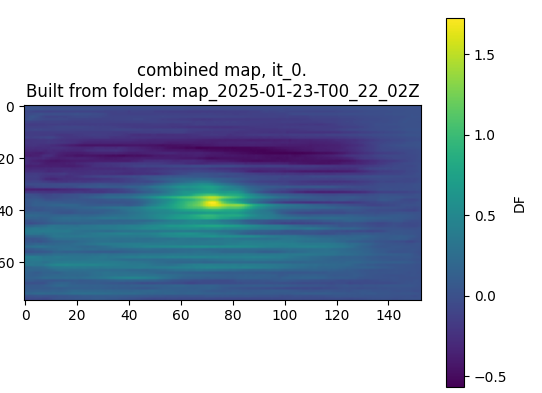 combined map, it_0.
Built from folder: map_2025-01-23-T00_22_02Z
0
20
40
60
0 20 40 60 80 100 120 140
1.5
1.0
0.5
0.0
−0.5
DF